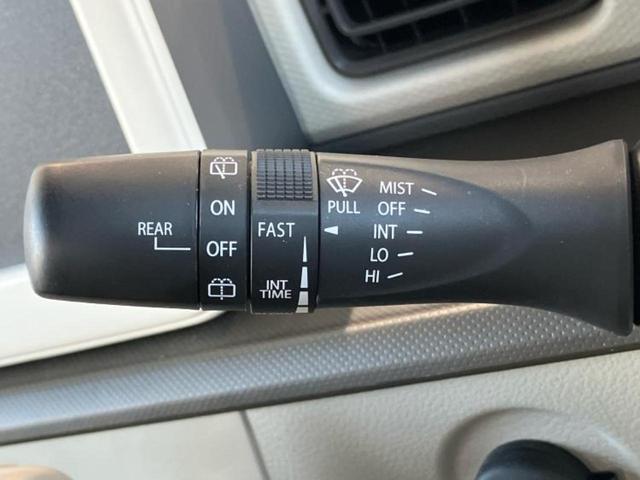 REAR
ON
OFF
FAST
INT
TIME
PULL
MIST
OFF
INT
LO
HI